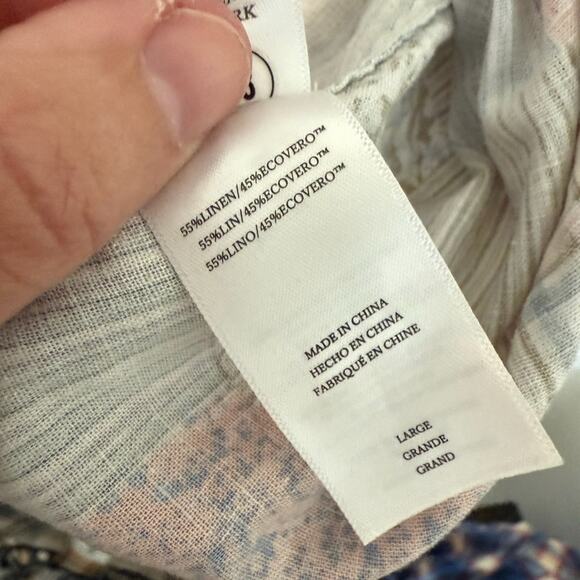 RK
55%LINEN/45%ECOVERO™
55%LIN/45%ECOVERO™
55%LINO/45%ECOVERO™
MADE IN CHINA
HECHO EN CHINA
FABRIQUÉ EN CHINE
LARGE
GRANDE
GRAND